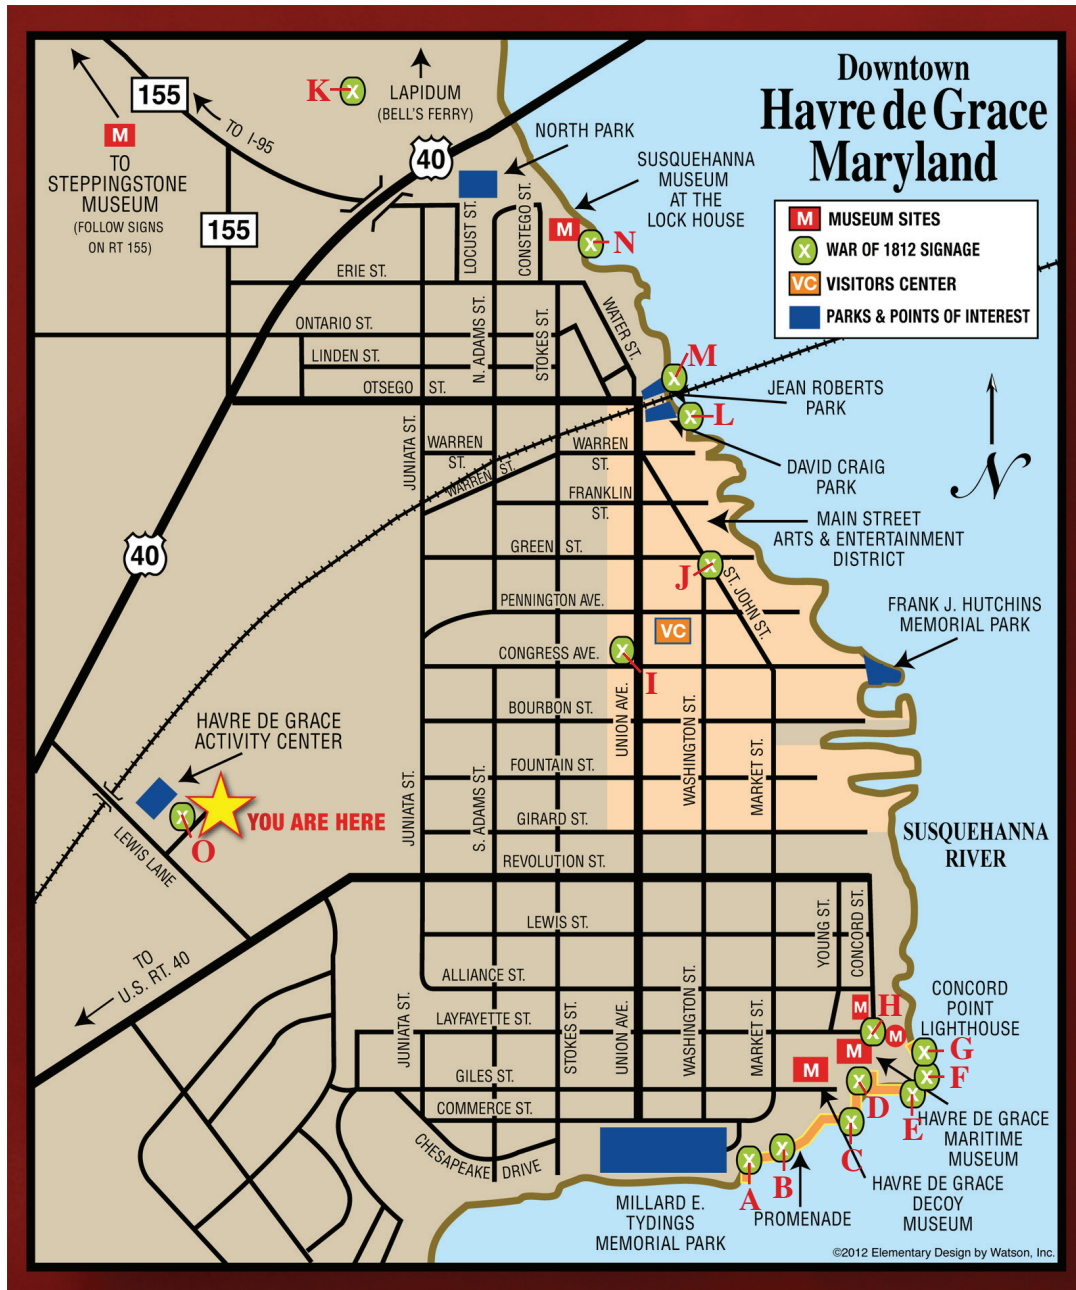 Downtown
Havre de Grace
Maryland
M MUSEUM SITES
X WAR OF 1812 SIGNAGE
VC VISITORS CENTER
PARKS & POINTS OF INTEREST
155
K
X
LAPIDUM
(BELL'S FERRY)
TO I-95
M
TO
STEPPINGSTONE
MUSEUM
(FOLLOW SIGNS
ON RT 155)
40
155
NORTH PARK
SUSQUEHANNA
MUSEUM
AT THE
LOCK HOUSE
LOCUST ST.
CONSTEGO ST.
M
X
N
ERIE ST.
N. ADAMS ST.
STOKES ST.
WATER ST.
ONTARIO ST.
LINDEN ST.
OTSEGO ST.
M
X
JEAN ROBERTS
PARK
X
L
N
JUNIATA ST.
WARREN
ST.
WARREN ST.
WARREN
ST.
DAVID CRAIG
PARK
FRANKLIN
ST.
MAIN STREET
ARTS & ENTERTAINMENT
DISTRICT
40
GREEN ST.
J
X
ST. JOHN ST.
PENNINGTON AVE.
FRANK J. HUTCHINS
MEMORIAL PARK
VC
CONGRESS AVE.
X
I
UNION AVE.
BOURBON ST.
WASHINGTON ST.
HAVRE DE GRACE
ACTIVITY CENTER
MARKET ST.
FOUNTAIN ST.
JUNIATA ST.
S. ADAMS ST.
X
O
YOU ARE HERE
GIRARD ST.
SUSQUEHANNA
RIVER
LEWIS LANE
REVOLUTION ST.
LEWIS ST.
YOUNG ST.
CONCORD ST.
TO
U.S. RT. 40
ALLIANCE ST.
JUNIATA ST.
LAYFAYETTE ST.
STOKES ST.
UNION AVE.
WASHINGTON ST.
MARKET ST.
M
H
X
M
CONCORD
POINT
LIGHTHOUSE
M
X
G
M
GILES ST.
X
D
X
F
X
E
COMMERCE ST.
HAVRE DE GRACE
MARITIME
MUSEUM
CHESAPEAKE DRIVE
X
C
X
B
X
A
HAVRE DE GRACE
DECOY
MUSEUM
MILLARD E.
TYDINGS
MEMORIAL PARK
PROMENADE
©2012 Elementary Design by Watson, Inc.